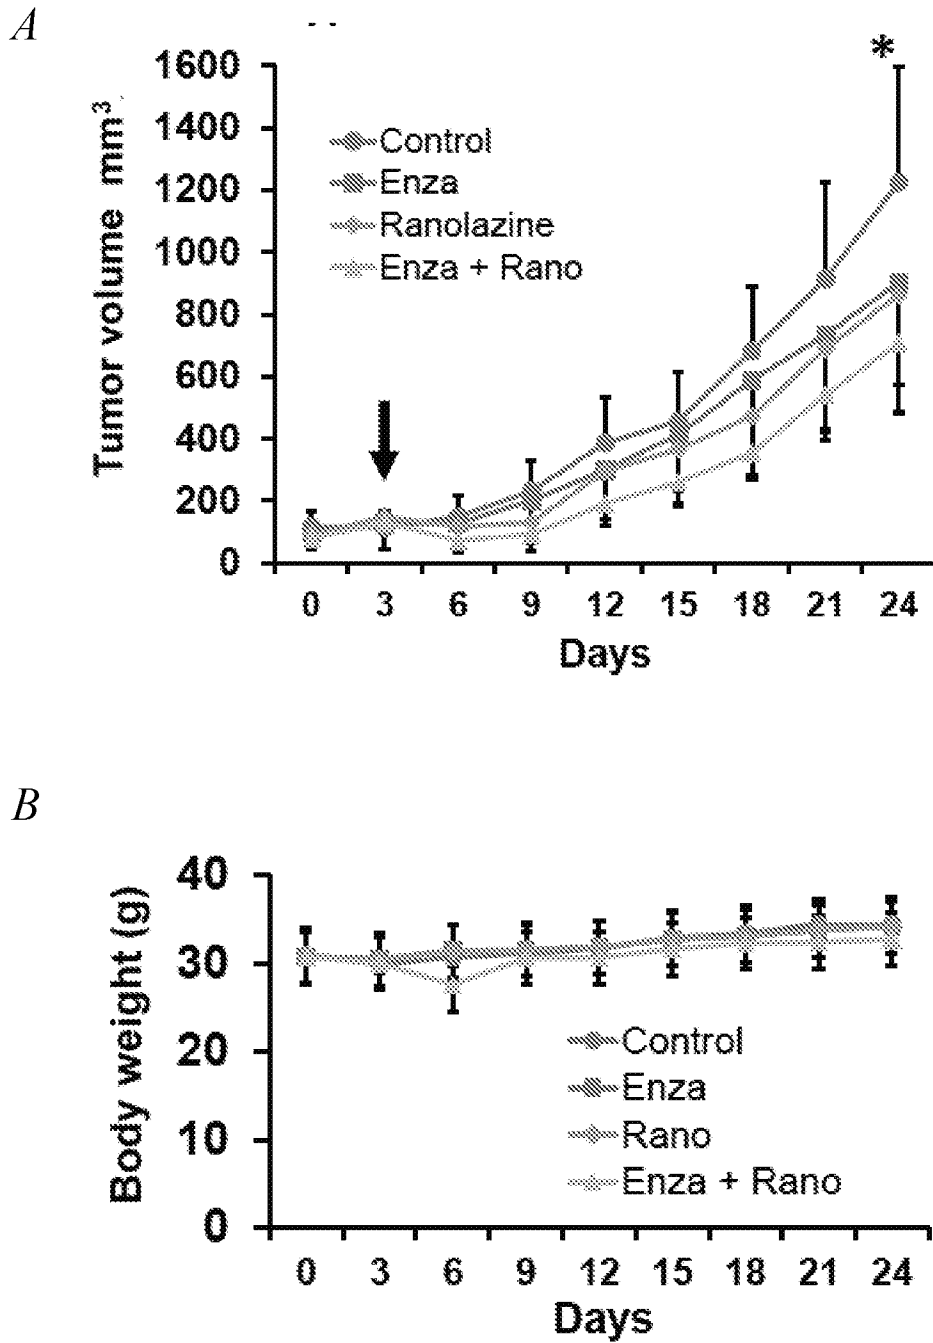 A
Tumor volume mm³
1600
1400
1200
1000
800
600
400
200
0
*
Control
Enza
Ranolazine
Enza + Rano
0 3 6 9 12 15 18 21 24
Days
B
Body weight (g)
40
30
20
10
0
Control
Enza
Rano
Enza + Rano
0 3 6 9 12 15 18 21 24
Days